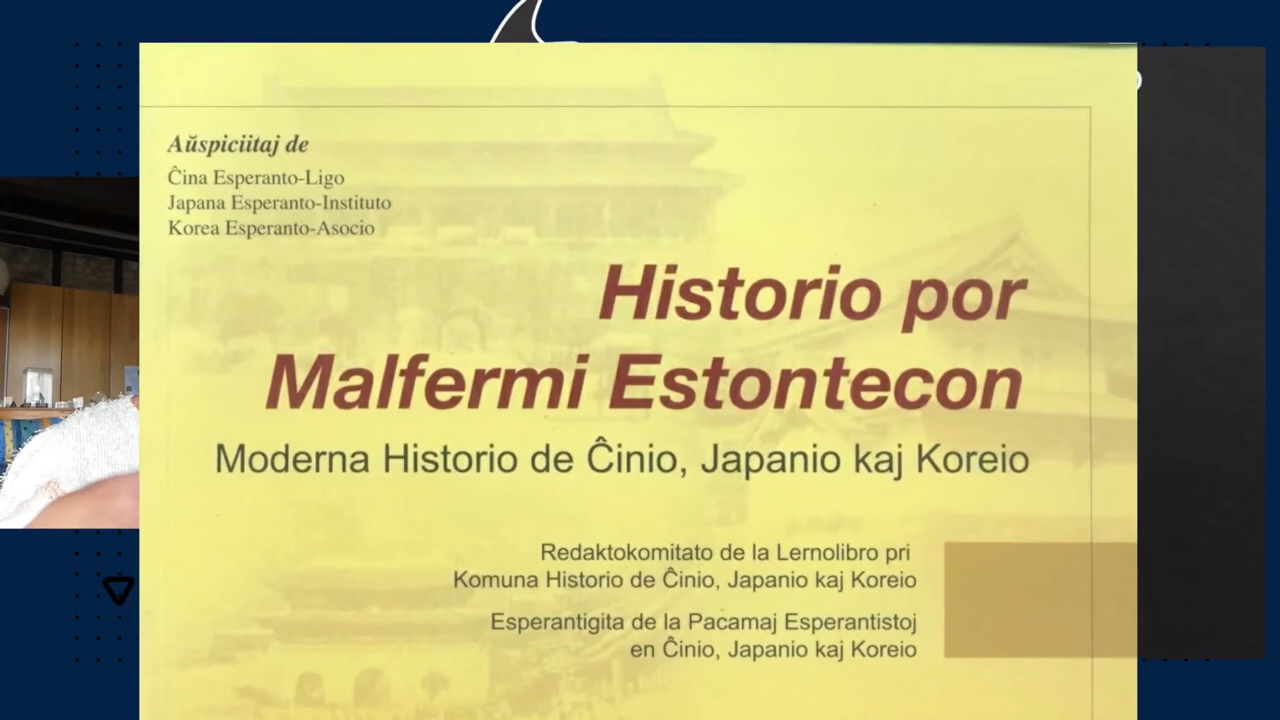 Aŭspiciitaj de
Ĉina Esperanto-Ligo
Japana Esperanto-Instituto
Korea Esperanto-Asocio
Historio por
Malfermi Estontecon
Moderna Historio de Ĉinio, Japanio kaj Koreio
Redaktokomitato de la Lernolibro pri
Komuna Historio de Ĉinio, Japanio kaj Koreio
Esperantigita de la Pacamaj Esperantistoj
en Ĉinio, Japanio kaj Koreio